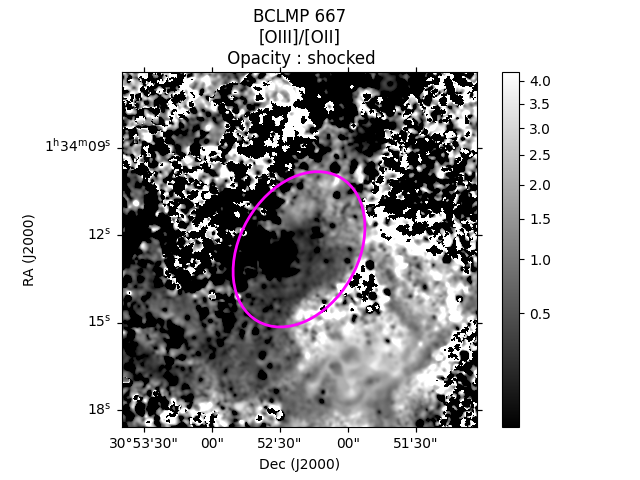 BCLMP 667
[OIII]/[OII]
Opacity : shocked
RA (J2000)
1ʰ34ᵐ09ˢ
12ˢ
15ˢ
18ˢ
30°53'30" 00" 52'30" 00" 51'30"
Dec (J2000)
4.0
3.5
3.0
2.5
2.0
1.5
1.0
0.5